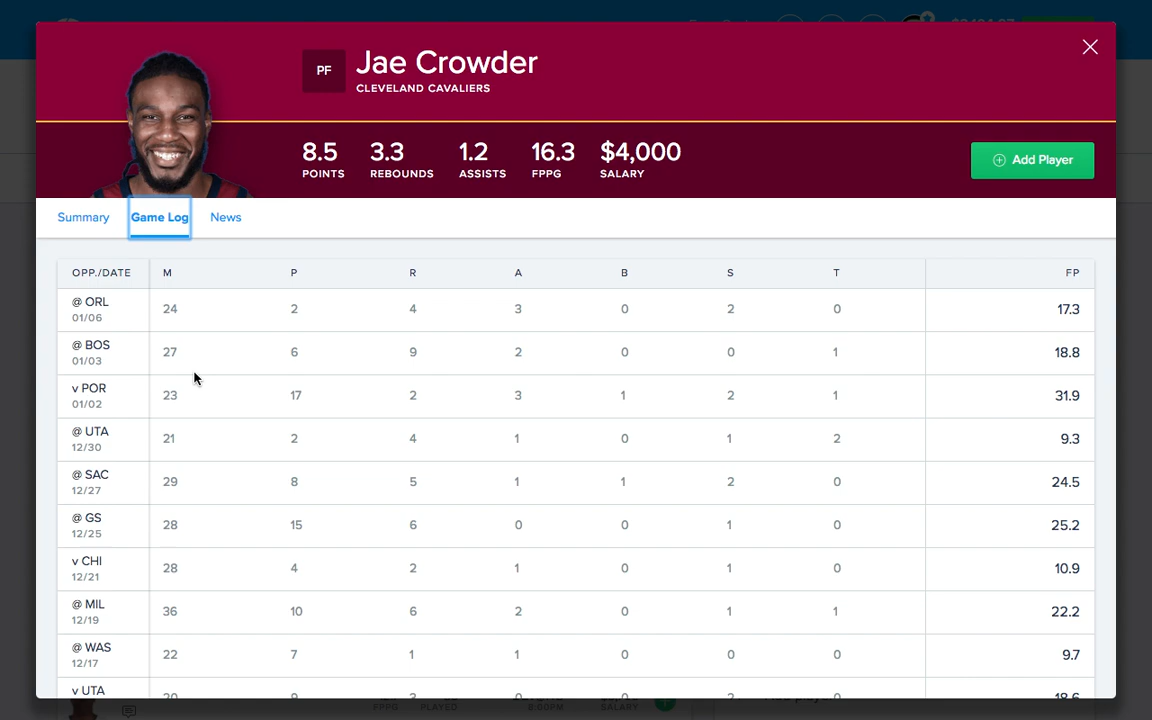 PF
Jae Crowder
CLEVELAND CAVALIERS
8.5 3.3 1.2 16.3 $4,000
POINTS REBOUNDS ASSISTS FPPG SALARY
Add Player
Summary Game Log News
OPP./DATE M P R A B S T FP
@ ORL
01/06
24 2 4 3 0 2 0 17.3
@ BOS
01/03
27 6 9 2 0 0 1 18.8
v POR
01/02
23 17 2 3 1 2 1 31.9
@ UTA
12/30
21 2 4 1 0 1 2 9.3
@ SAC
12/27
29 8 5 1 1 2 0 24.5
@ GS
12/25
28 15 6 0 0 1 0 25.2
v CHI
12/21
28 4 2 1 0 1 0 10.9
@ MIL
12/19
36 10 6 2 0 1 1 22.2
@ WAS
12/17
22 7 1 1 0 0 0 9.7
v UTA
FPPG PLAYED 8:00PM SALARY